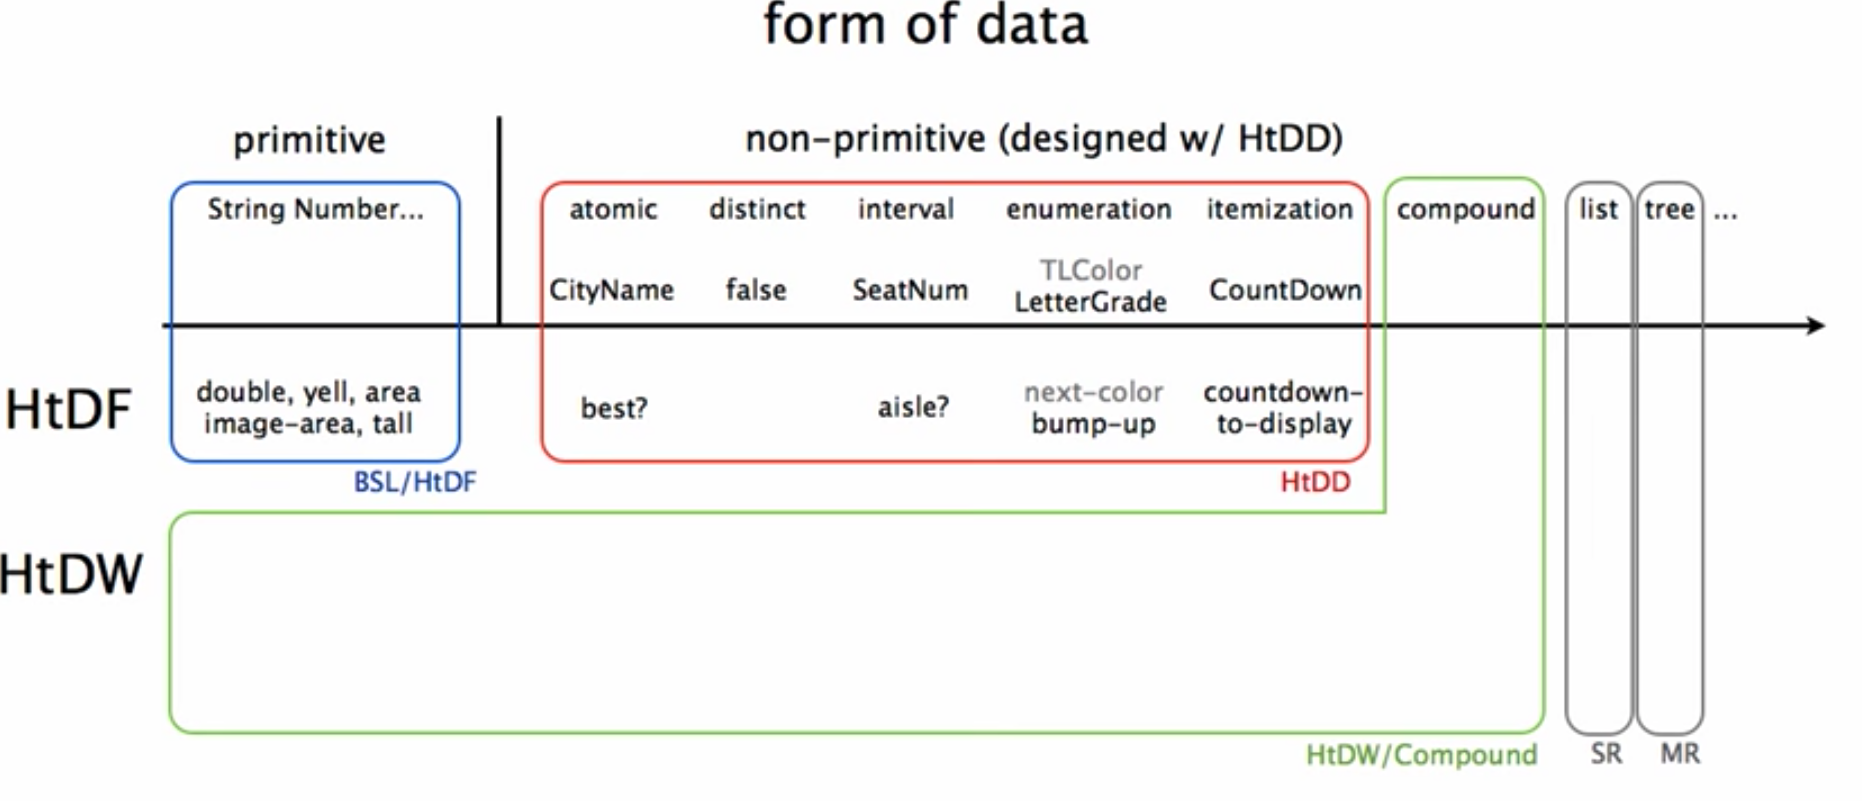 form of data
primitive
non-primitive (designed w/ HtDD)
String Number...
atomic distinct interval enumeration itemization compound list tree ...
CityName false SeatNum TLColor
LetterGrade CountDown
HtDF
double, yell, area
image-area, tall
best? aisle? next-color
bump-up countdown-
to-display
BSL/HtDF
HtDD
HtDW
HtDW/Compound SR MR